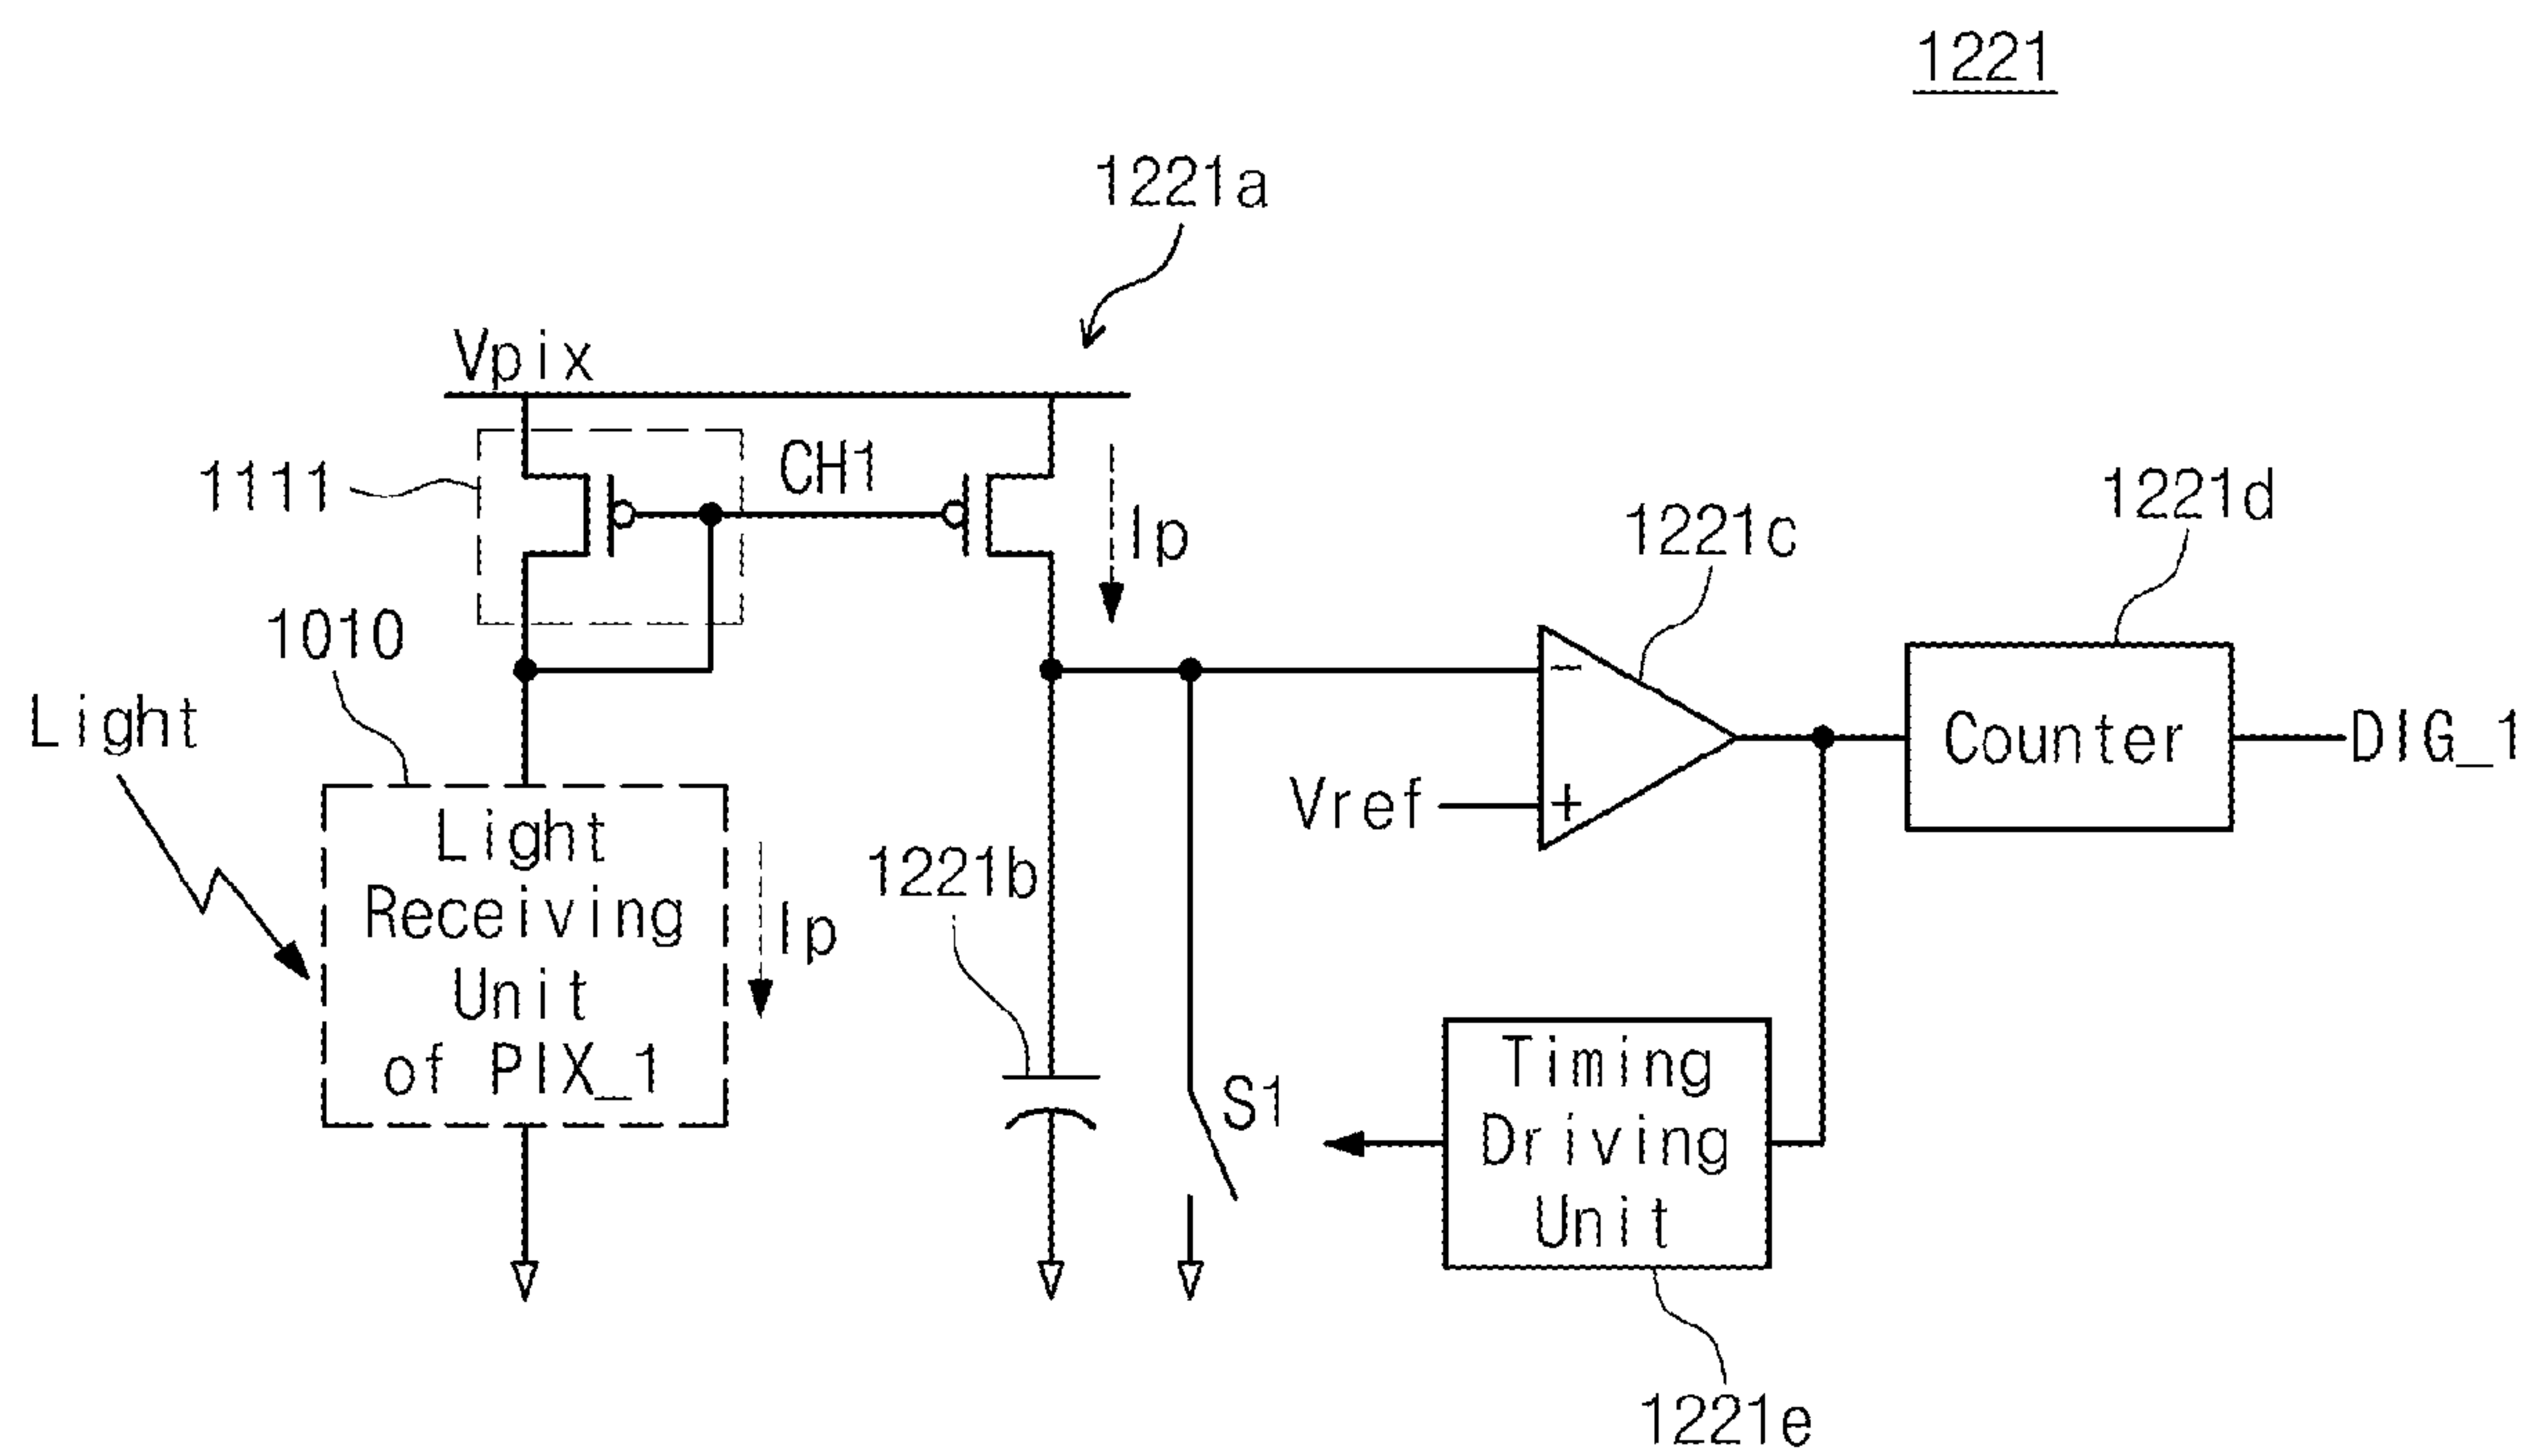 1221
1221a
Vpix
CH1
1111
Ip
1221c
1221d
1010
Light
−
Counter
DIG_1
Vref
+
Light
Receiving
Unit
of PIX_1
Ip
1221b
S1
Timing
Driving
Unit
1221e